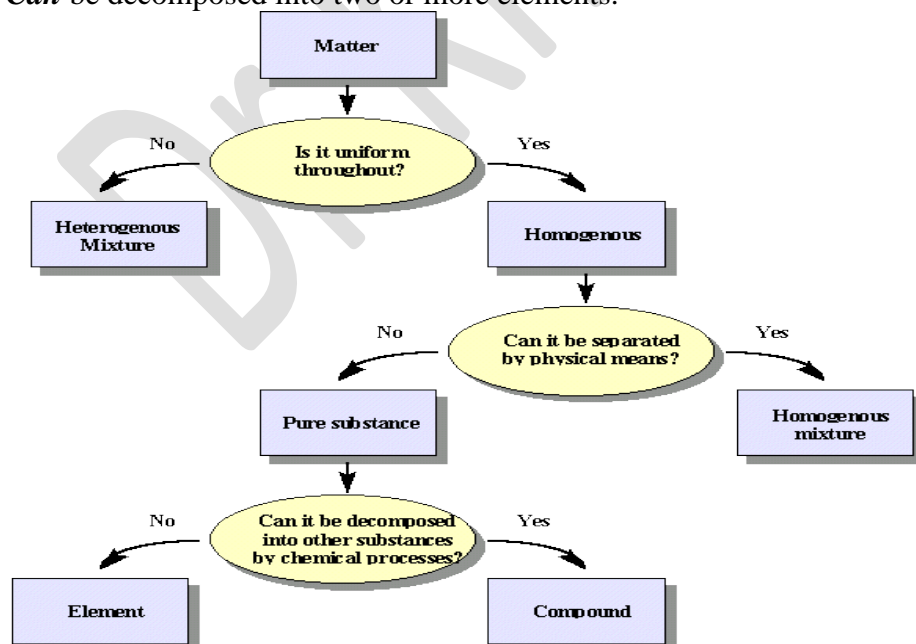 Can be decomposed into two or more elements.
Matter
No
Is it uniform
throughout?
Yes
Heterogenous
Mixture
Homogenous
No
Can it be separated
by physical means?
Yes
Pure substance
Homogenous
mixture
No
Can it be decomposed
into other substances
by chemical processes?
Yes
Element
Compound